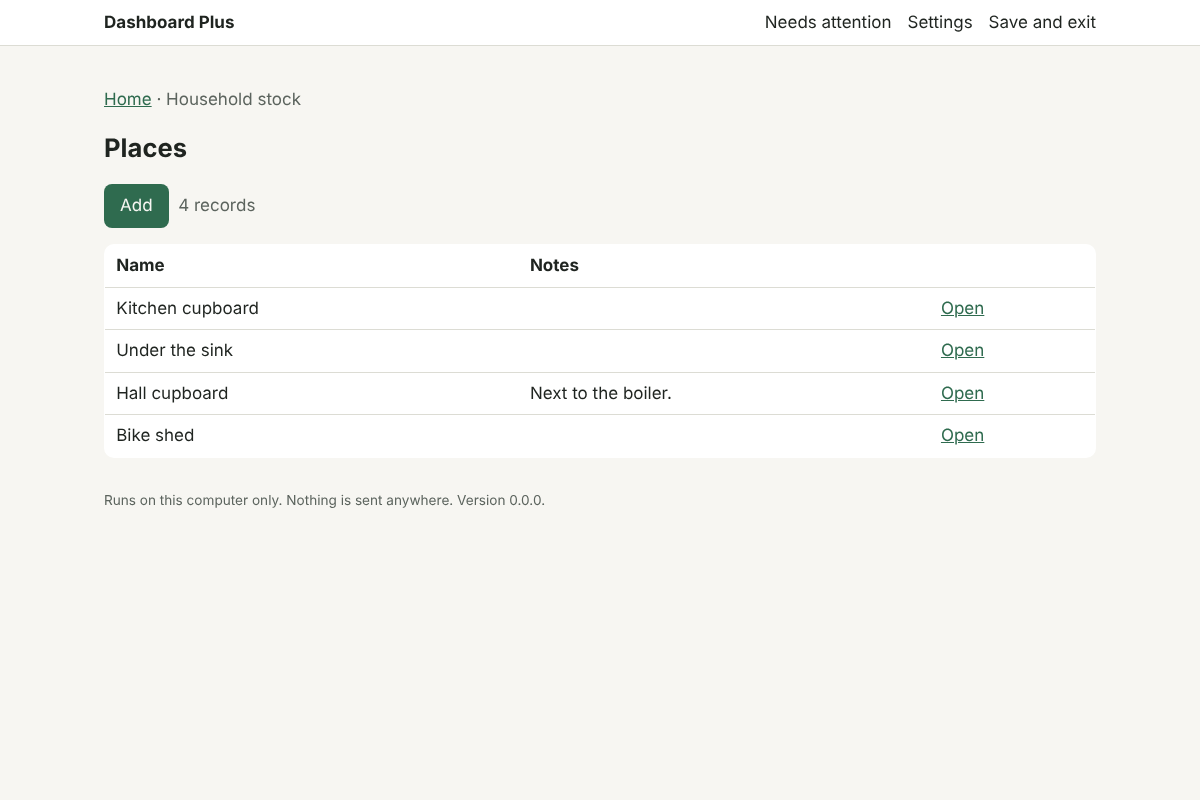 Dashboard Plus Needs attention Settings Save and exit
Home · Household stock
Places
Add 4 records
Name Notes
Kitchen cupboard Open
Under the sink Open
Hall cupboard Next to the boiler. Open
Bike shed Open
Runs on this computer only. Nothing is sent anywhere. Version 0.0.0.